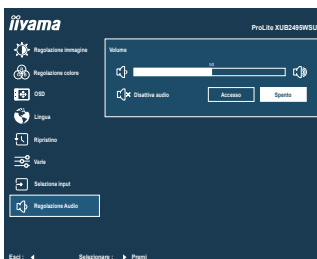 iiyama
ProLite XUB2495WSU
Regolazione immagine
Volume
50
Regolazione colore
OSD
Disattiva audio
Accesso
Spento
Lingua
Ripristino
Varie
Seleziona input
Regolazione Audio
Esci :
Selezionare :
Premi